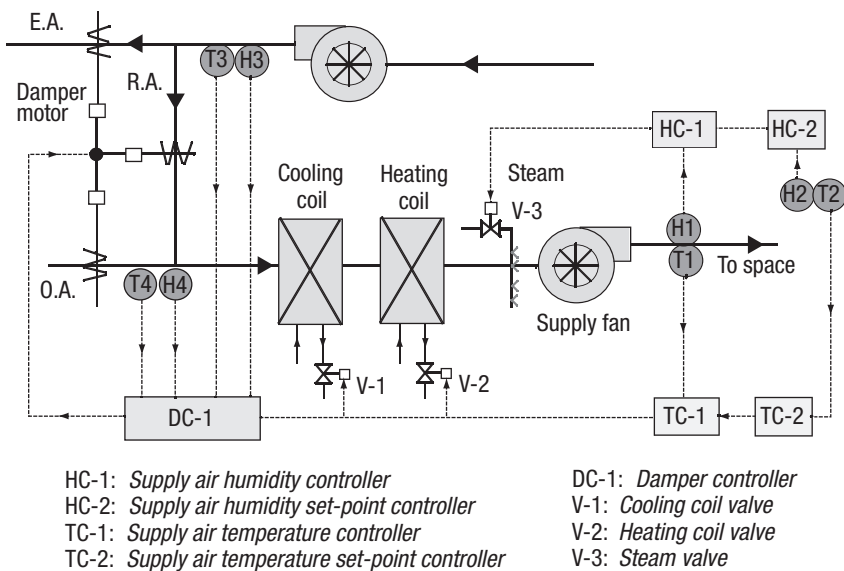 E.A.
T3 H3
R.A.
Damper
motor
HC-1
HC-2
Cooling
coil
Heating
coil
Steam
V-3
H2 T2
H1
T1
To space
O.A.
T4 H4
Supply fan
V-1
V-2
DC-1
TC-1
TC-2
HC-1: Supply air humidity controller
HC-2: Supply air humidity set-point controller
TC-1: Supply air temperature controller
TC-2: Supply air temperature set-point controller
DC-1: Damper controller
V-1: Cooling coil valve
V-2: Heating coil valve
V-3: Steam valve